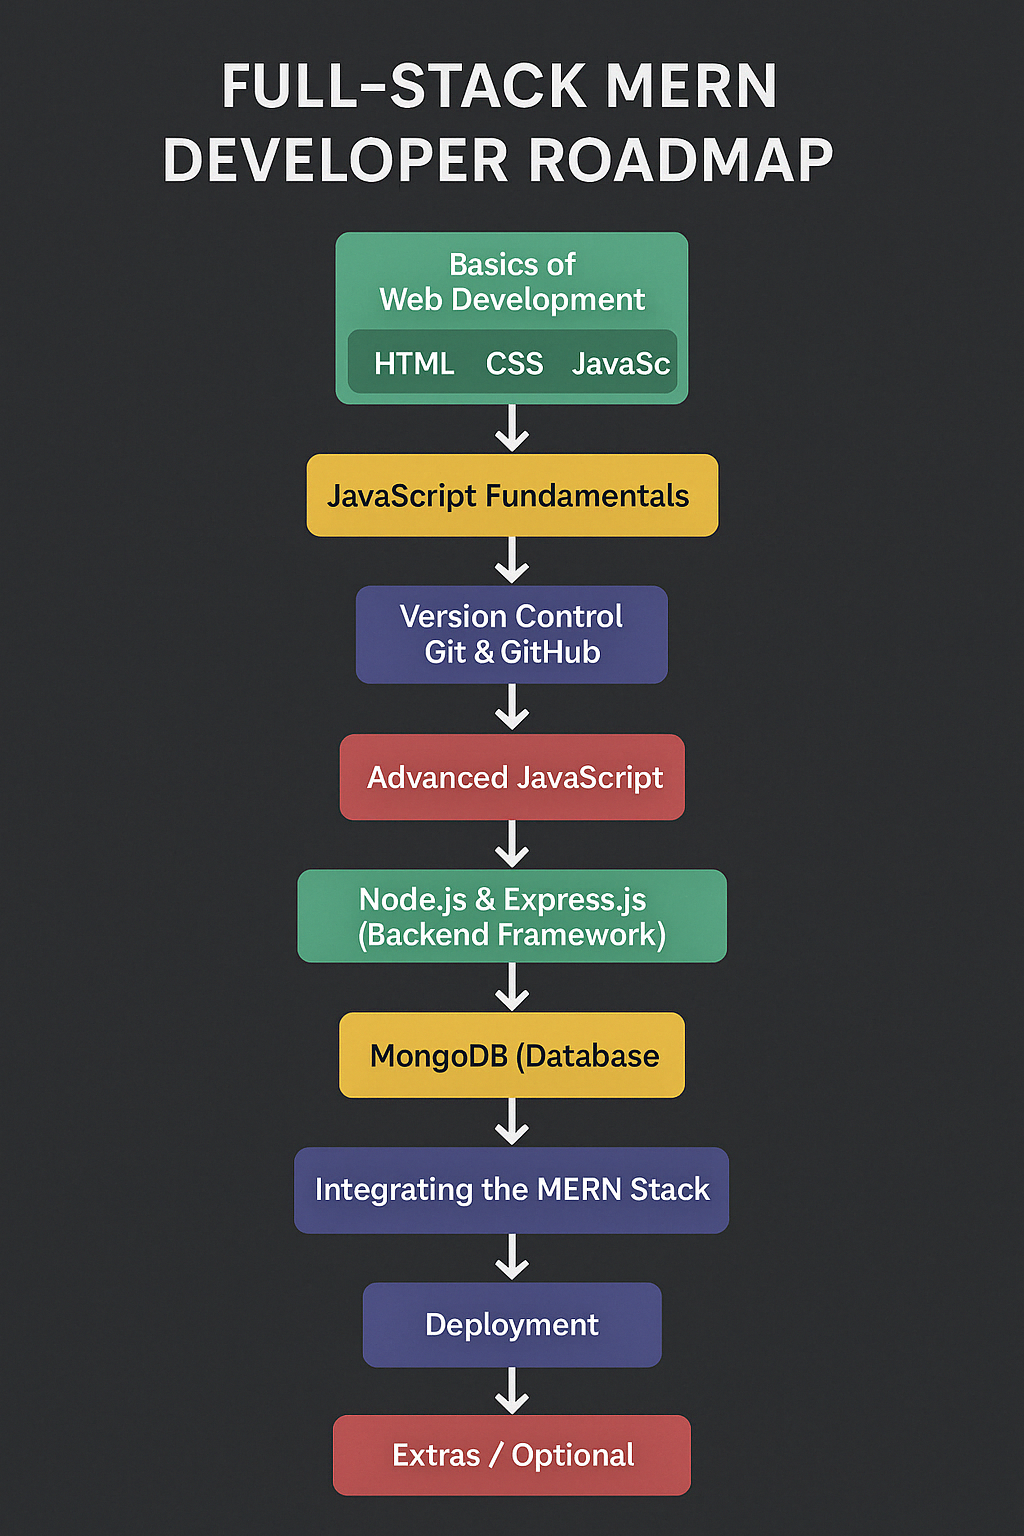 FULL-STACK MERN
DEVELOPER ROADMAP
Basics of
Web Development
HTML CSS JavaSc
JavaScript Fundamentals
Version Control
Git & GitHub
Advanced JavaScript
Node.js & Express.js
(Backend Framework)
MongoDB (Database
Integrating the MERN Stack
Deployment
Extras / Optional